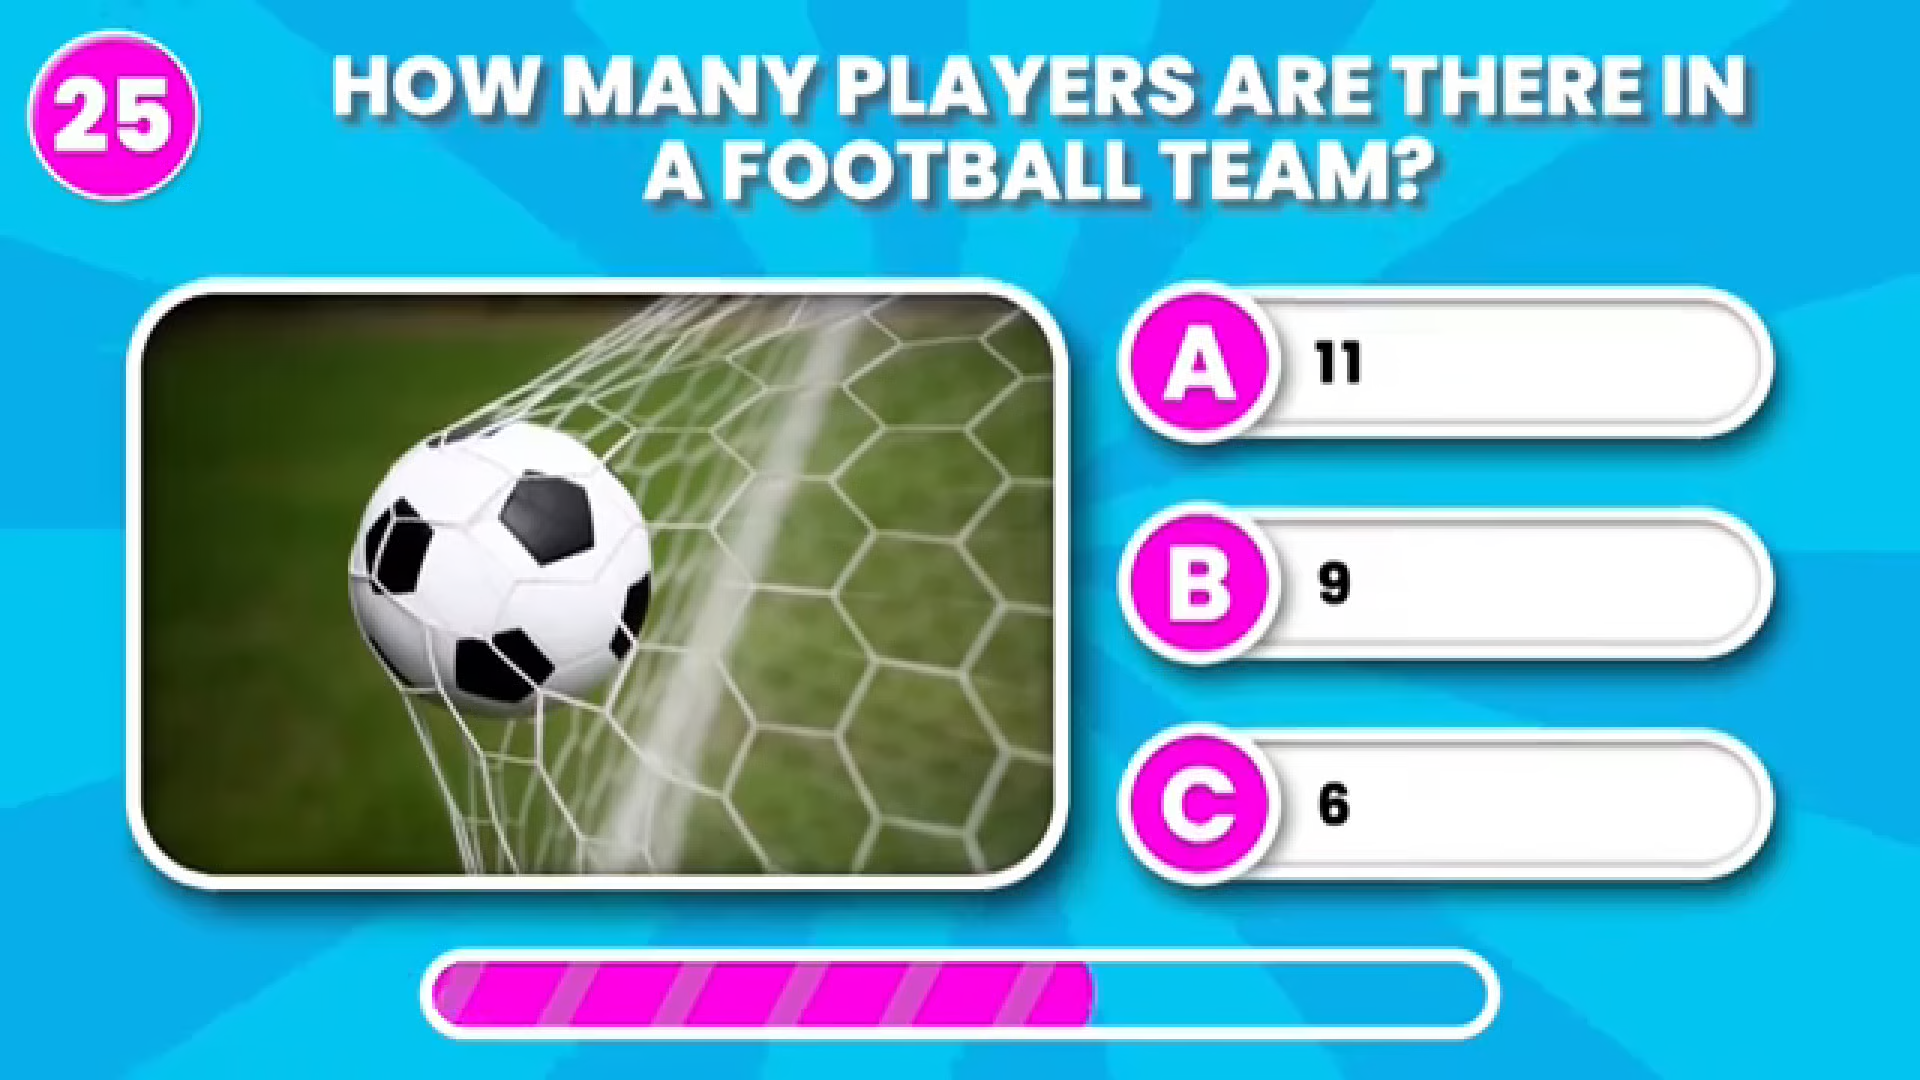 25
HOW MANY PLAYERS ARE THERE IN
A FOOTBALL TEAM?
A 11
B 9
C 6